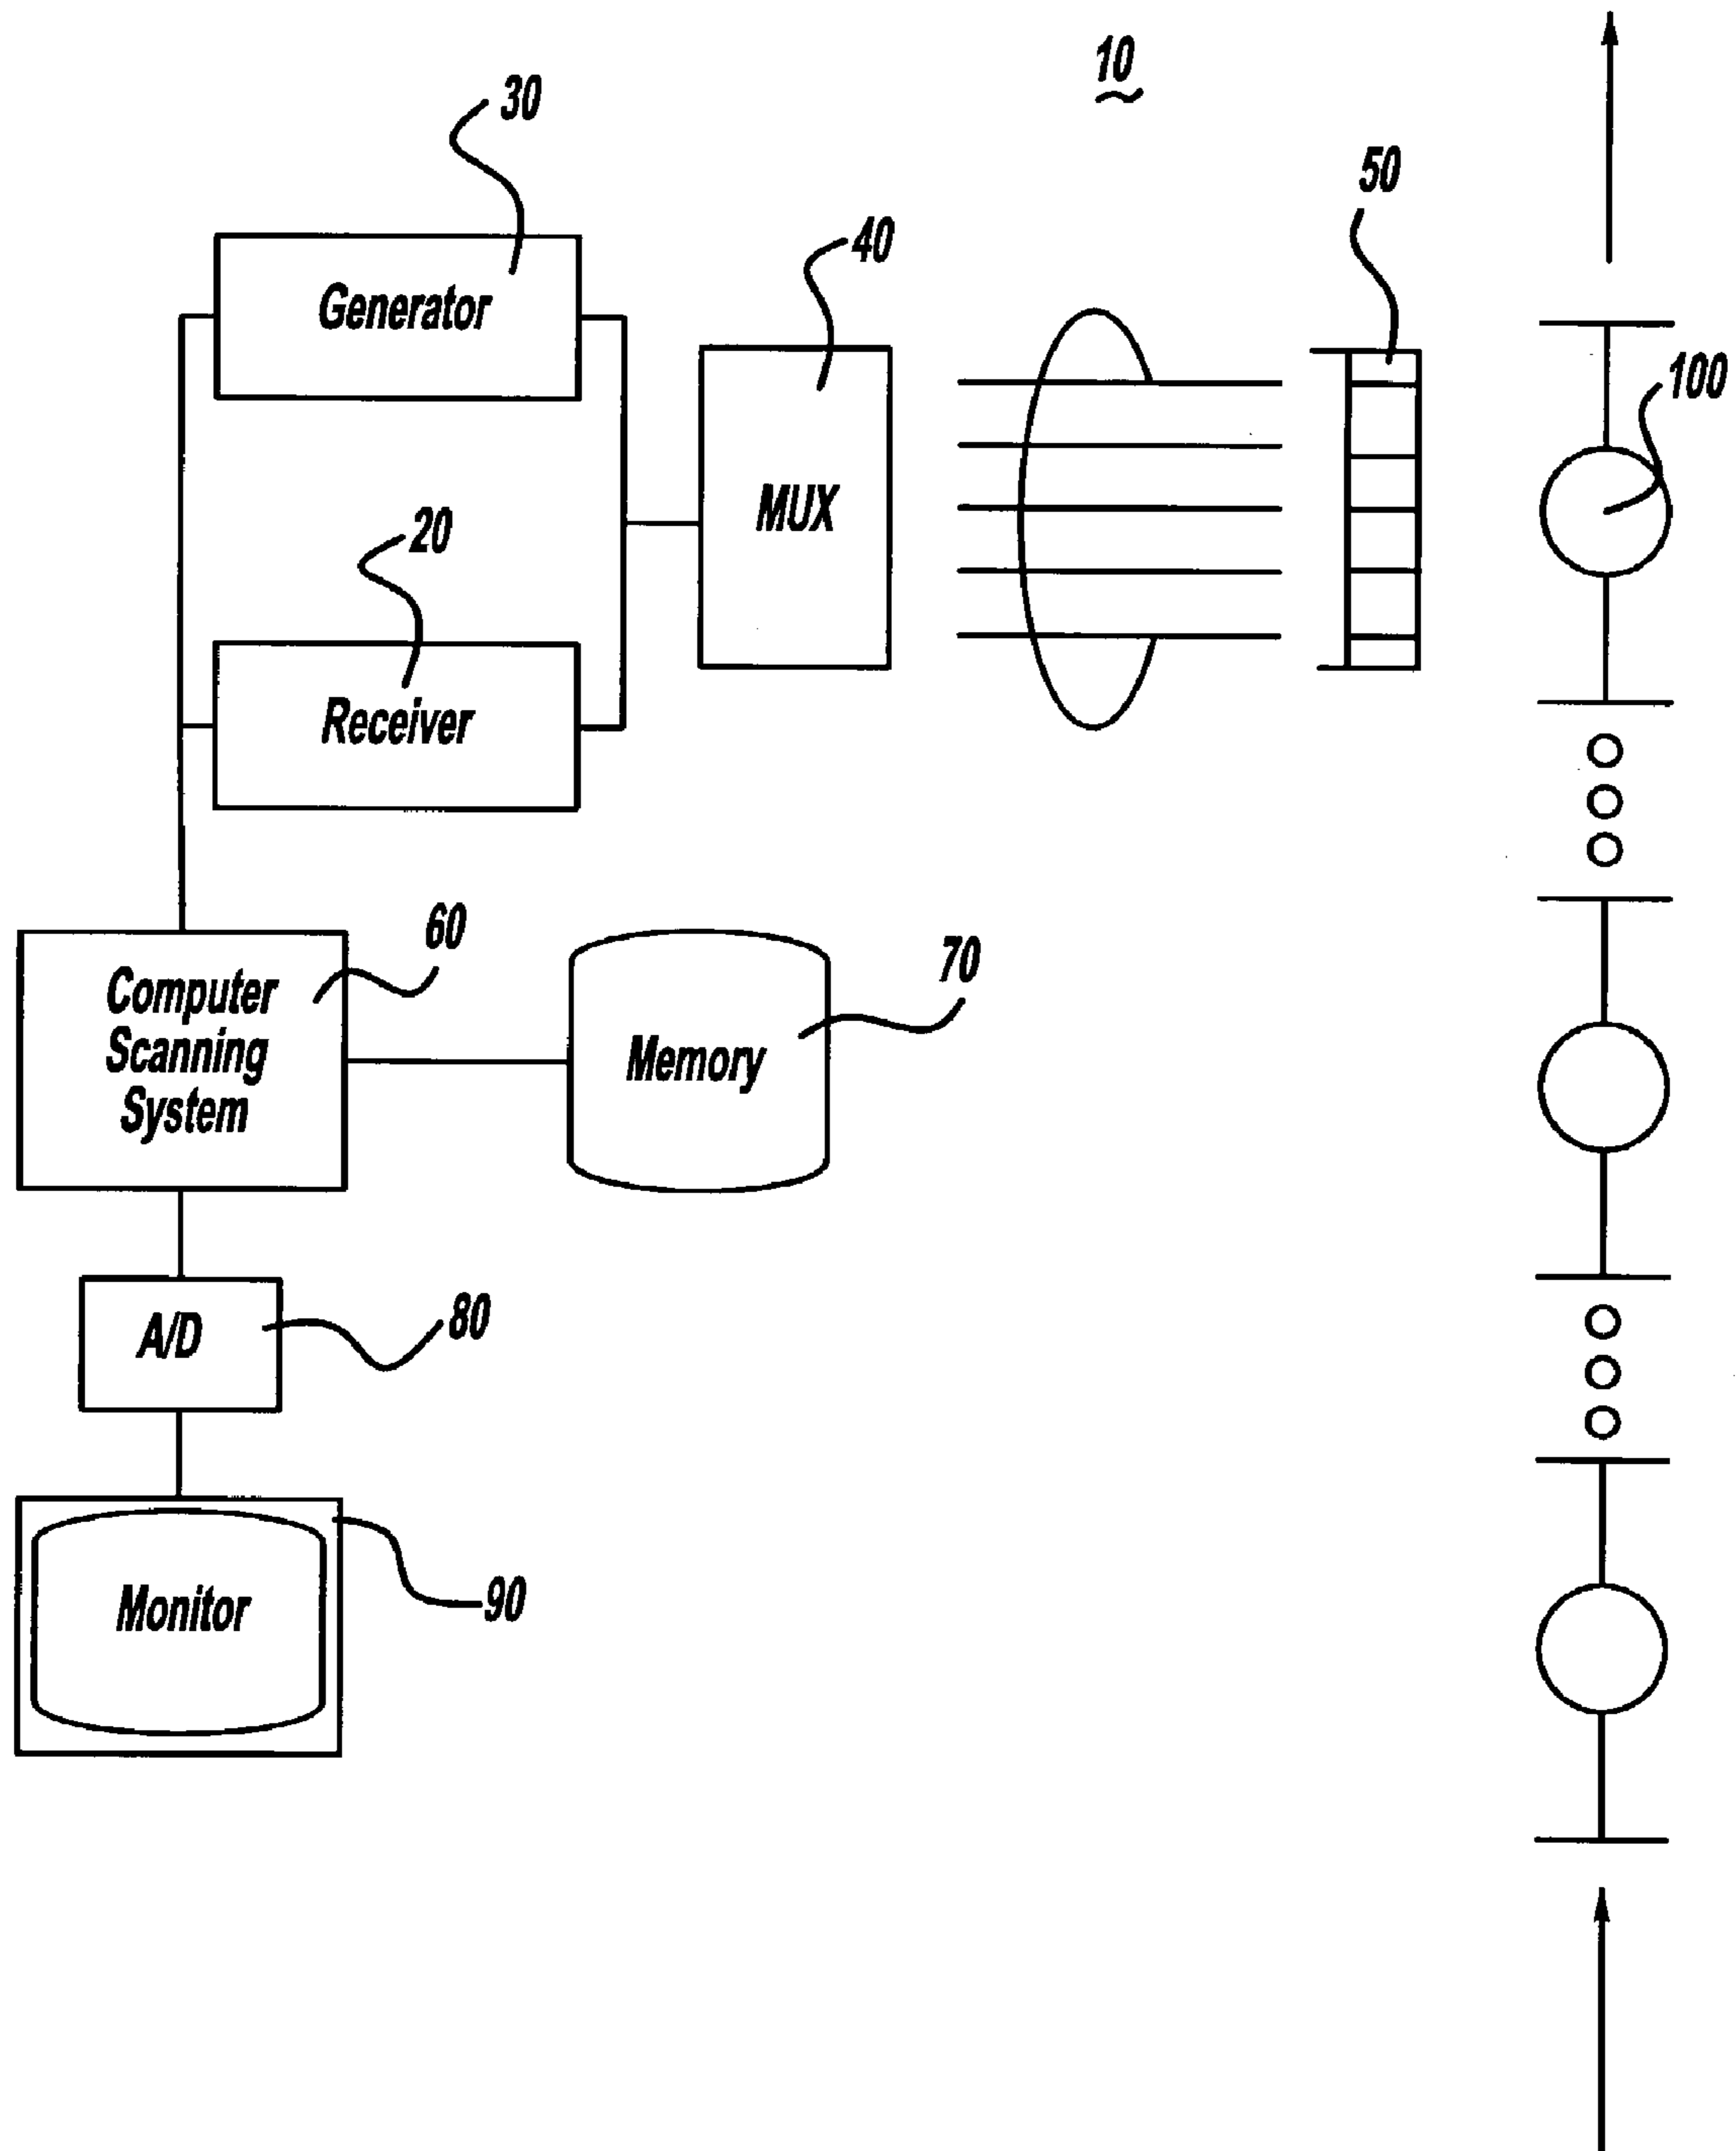 10
30
50
40
Generator
100
MUX
20
Receiver
60
70
Computer
Scanning
System
Memory
80
A/D
90
Monitor